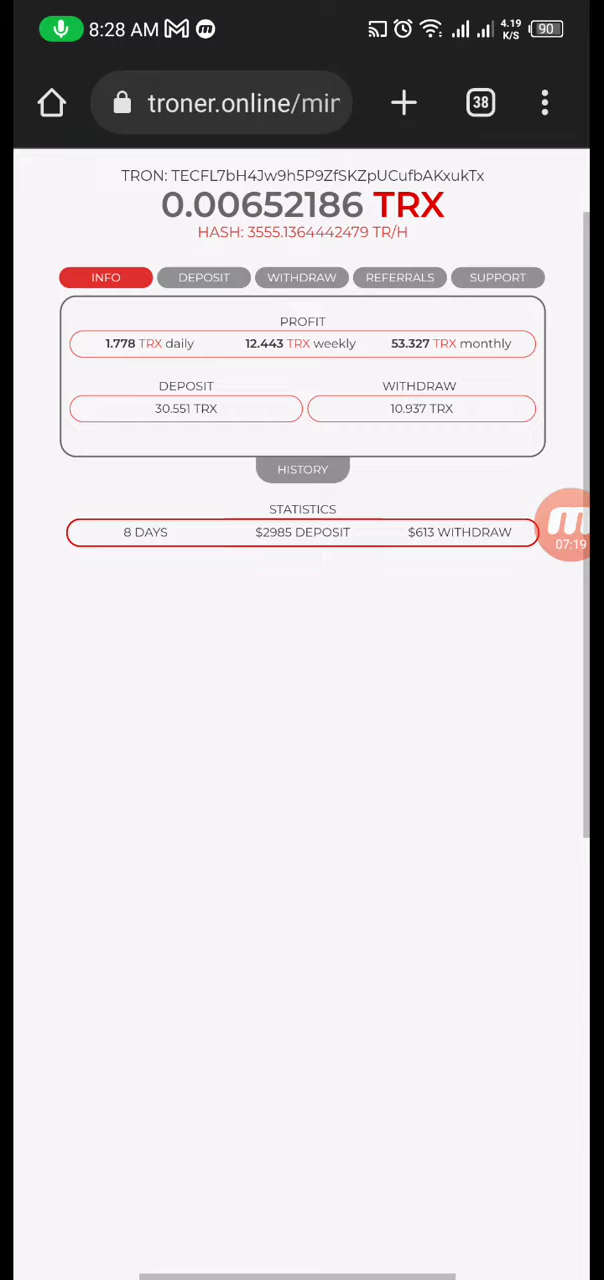 8:28 AM
4.19 K/S
90
troner.online/mir
38
TRON: TECFL7bH4Jw9h5P9ZfSKZpUCufbAKxukTx
0.00652186 TRX
HASH: 3555.1364442479 TR/H
INFO DEPOSIT WITHDRAW REFERRALS SUPPORT
PROFIT
1.778 TRX daily 12.443 TRX weekly 53.327 TRX monthly
DEPOSIT WITHDRAW
30.551 TRX 10.937 TRX
HISTORY
STATISTICS
8 DAYS $2985 DEPOSIT $613 WITHDRAW
07:19